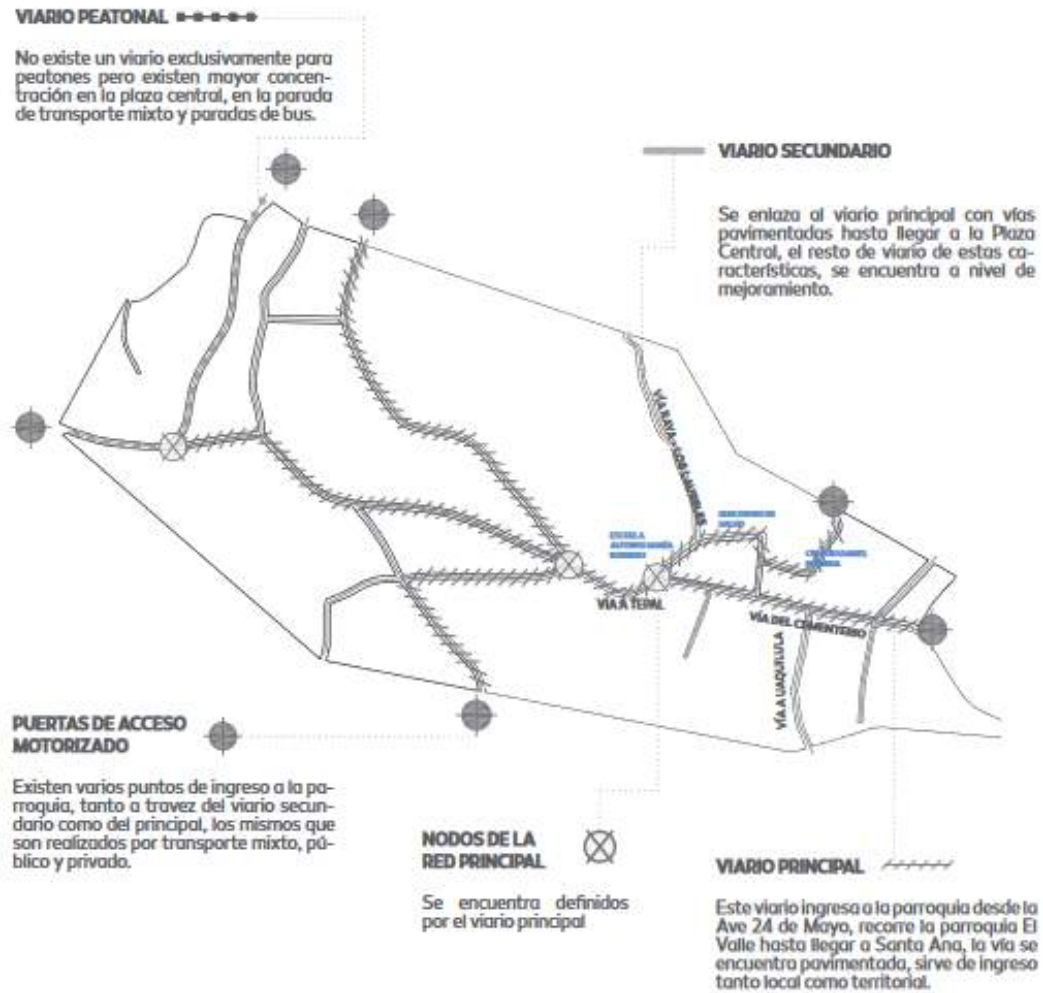 VIARIO PEATONAL
No existe un viario exclusivamente para
peatones pero existen mayor concen-
tración en la plaza central, en la parada
de transporte mixto y paradas de bus.
VIARIO SECUNDARIO
Se enlaza al viario principal con vías
pavimentadas hasta llegar a la Plaza
Central, el resto de viario de estas ca-
racterísticas, se encuentra a nivel de
mejoramiento.
VÍA RAYA - LOS LAURELES
ESCUELA
ALFONSO MARÍA
VÍA A TEPAL
VÍA DEL CEMENTERIO
VÍA A
PUERTAS DE ACCESO
MOTORIZADO
Existen varios puntos de ingreso a la pa-
rroquia, tanto a travez del viario secun-
dario como del principal, los mismos que
son realizados por transporte mixto, pú-
blico y privado.
NODOS DE LA
RED PRINCIPAL
Se encuentra definidos
por el viario principal
VIARIO PRINCIPAL
Este viario ingresa a la parroquia desde la
Ave 24 de Mayo, recorre la parroquia El
Valle hasta llegar a Santa Ana, la vía se
encuentra pavimentada, sirve de ingreso
tanto local como territorial.